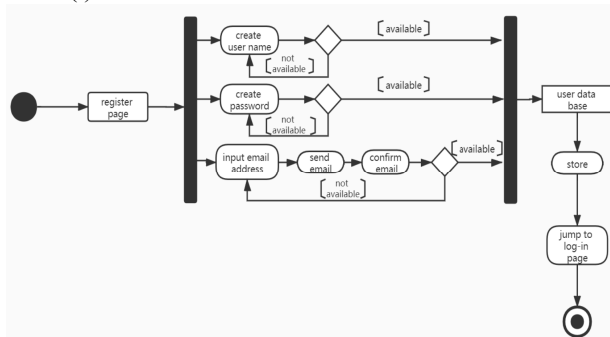 create
user name
[ available ]
[ not
available ]
register
page
create
password
[ available ]
[ not
available ]
user data
base
input email
address
send
email
confirm
email
[ available ]
[ not
available ]
store
jump to
log-in
page